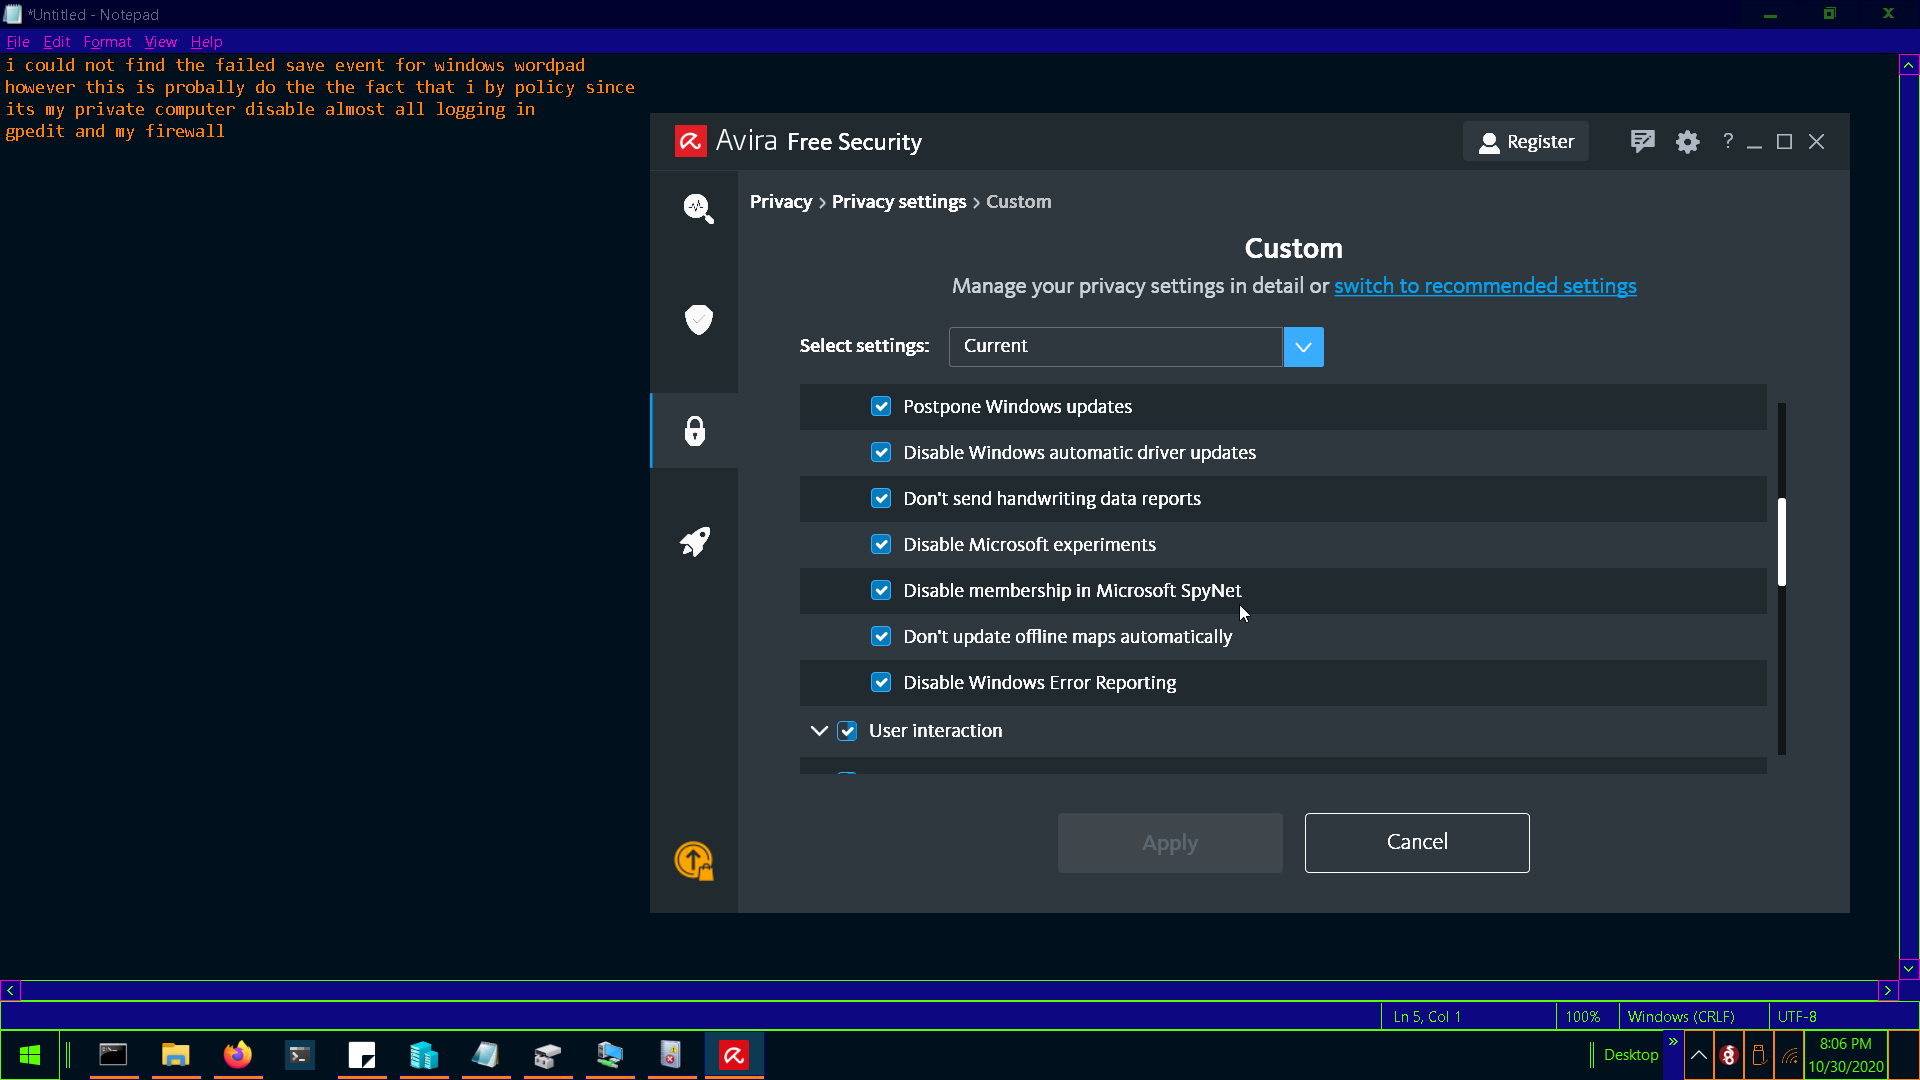 *Untitled - Notepad
File Edit Format View Help
i could not find the failed save event for windows wordpad
however this is probally do the the fact that i by policy since
its my private computer disable almost all logging in
gpedit and my firewall
Avira Free Security
Register
?
Privacy > Privacy settings > Custom
Custom
Manage your privacy settings in detail or switch to recommended settings
Select settings: Current
Postpone Windows updates
Disable Windows automatic driver updates
Don't send handwriting data reports
Disable Microsoft experiments
Disable membership in Microsoft SpyNet
Don't update offline maps automatically
Disable Windows Error Reporting
User interaction
Apply
Cancel
Ln 5, Col 1
100%
Windows (CRLF)
UTF-8
Desktop
8:06 PM
10/30/2020